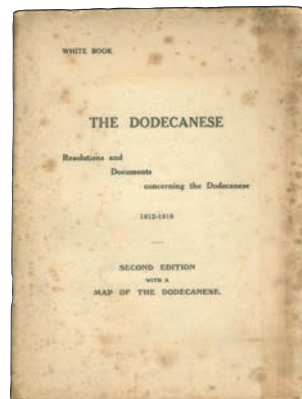 WHITE BOOK
THE DODECANESE
Resolutions and
Documents
concerning the Dodecanese
1912-1919
SECOND EDITION
WITH A
MAP OF THE DODECANESE.